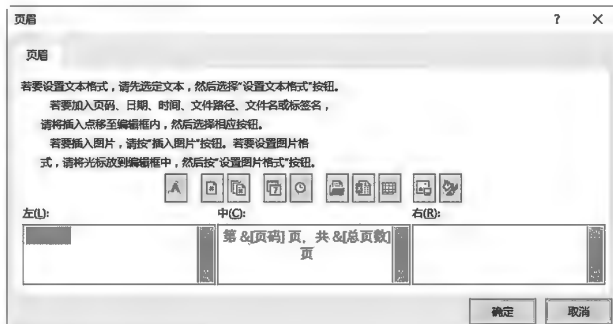 页眉
? ×
页眉
若要设置文本格式，请先选定文本，然后选择“设置文本格式”按钮。
若要加入页码、日期、时间、文件路径、文件名或标签名，
请将插入点移至编辑框内，然后选择相应按钮。
若要插入图片，请按“插入图片”按钮。若要设置图片格
式，请将光标放到编辑框中，然后按“设置图片格式”按钮。
左(L):
中(C):
右(R):
第 &[页码] 页，共 &[总页数]
页
确定
取消